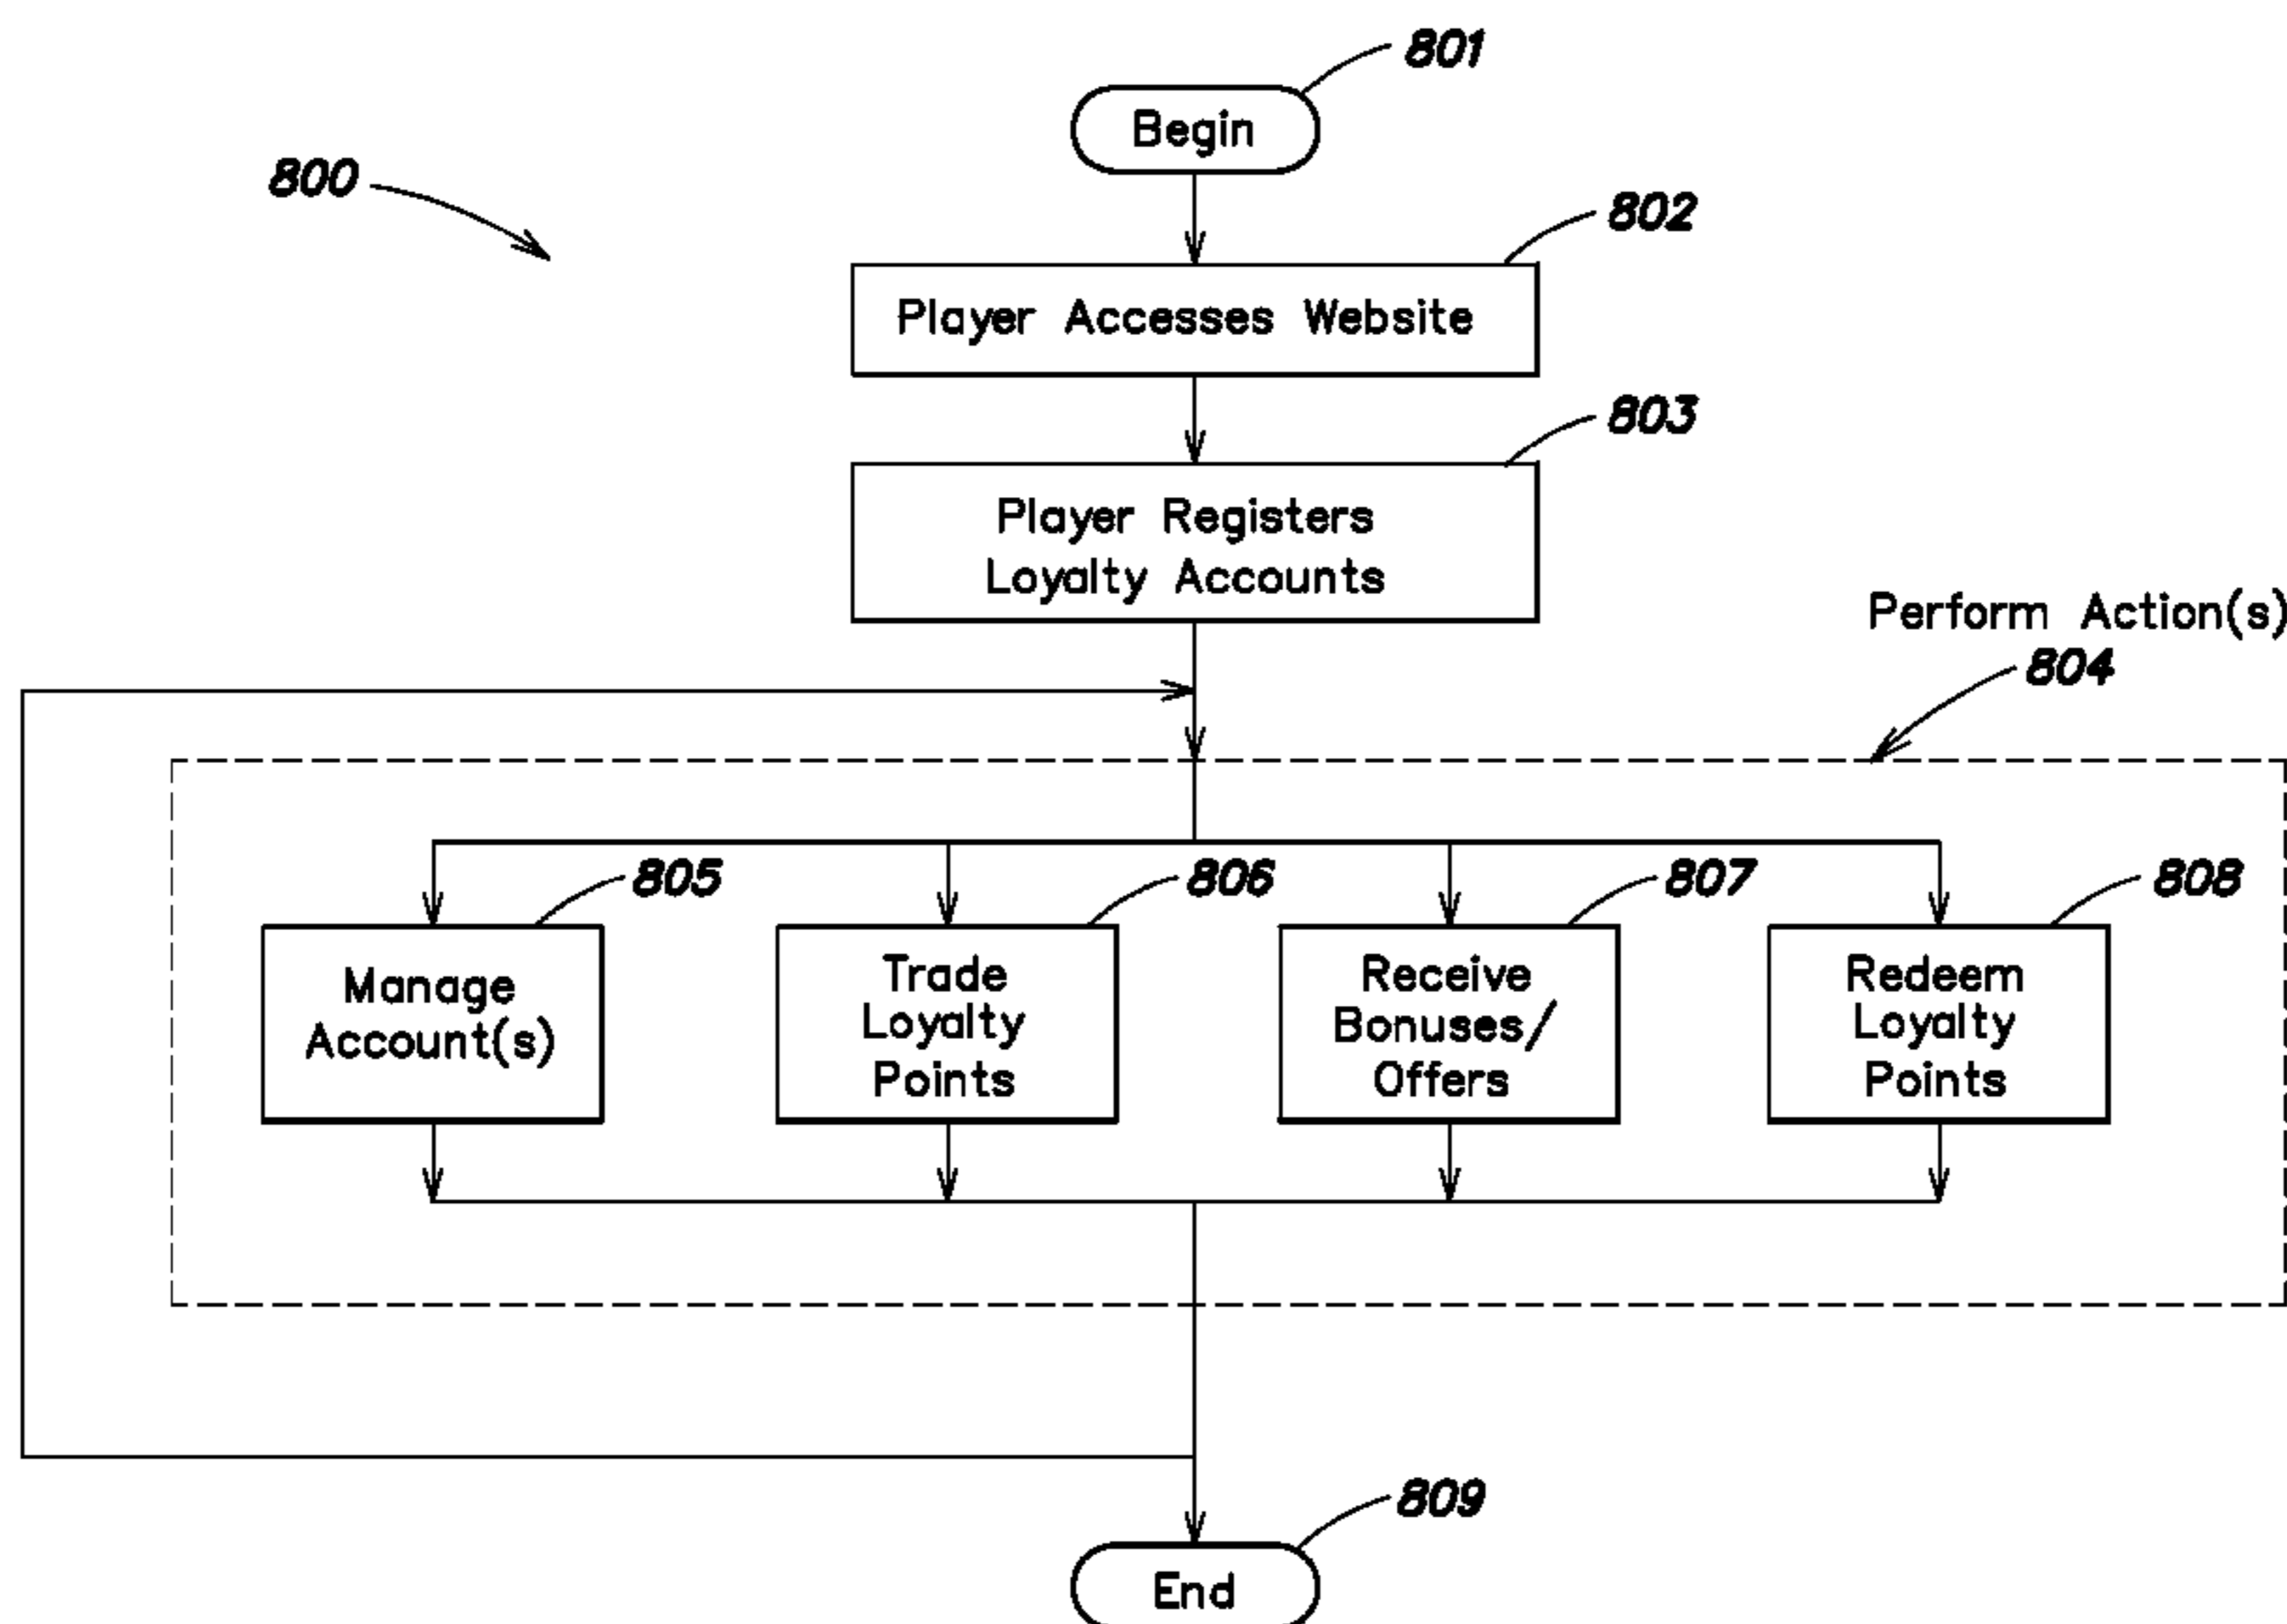 801
Begin
800
802
Player Accesses Website
803
Player Registers
Loyalty Accounts
Perform Action(s)
804
805
806
807
808
Manage
Account(s)
Trade
Loyalty
Points
Receive
Bonuses/
Offers
Redeem
Loyalty
Points
809
End